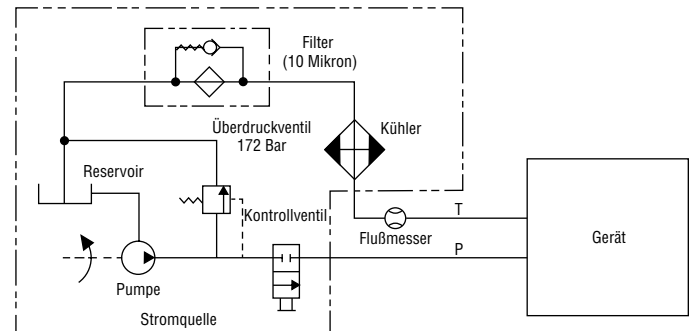 Filter
(10 Mikron)
Überdruckventil
172 Bar
Kühler
Reservoir
Kontrollventil
T
Flußmesser
Gerät
P
Pumpe
Stromquelle